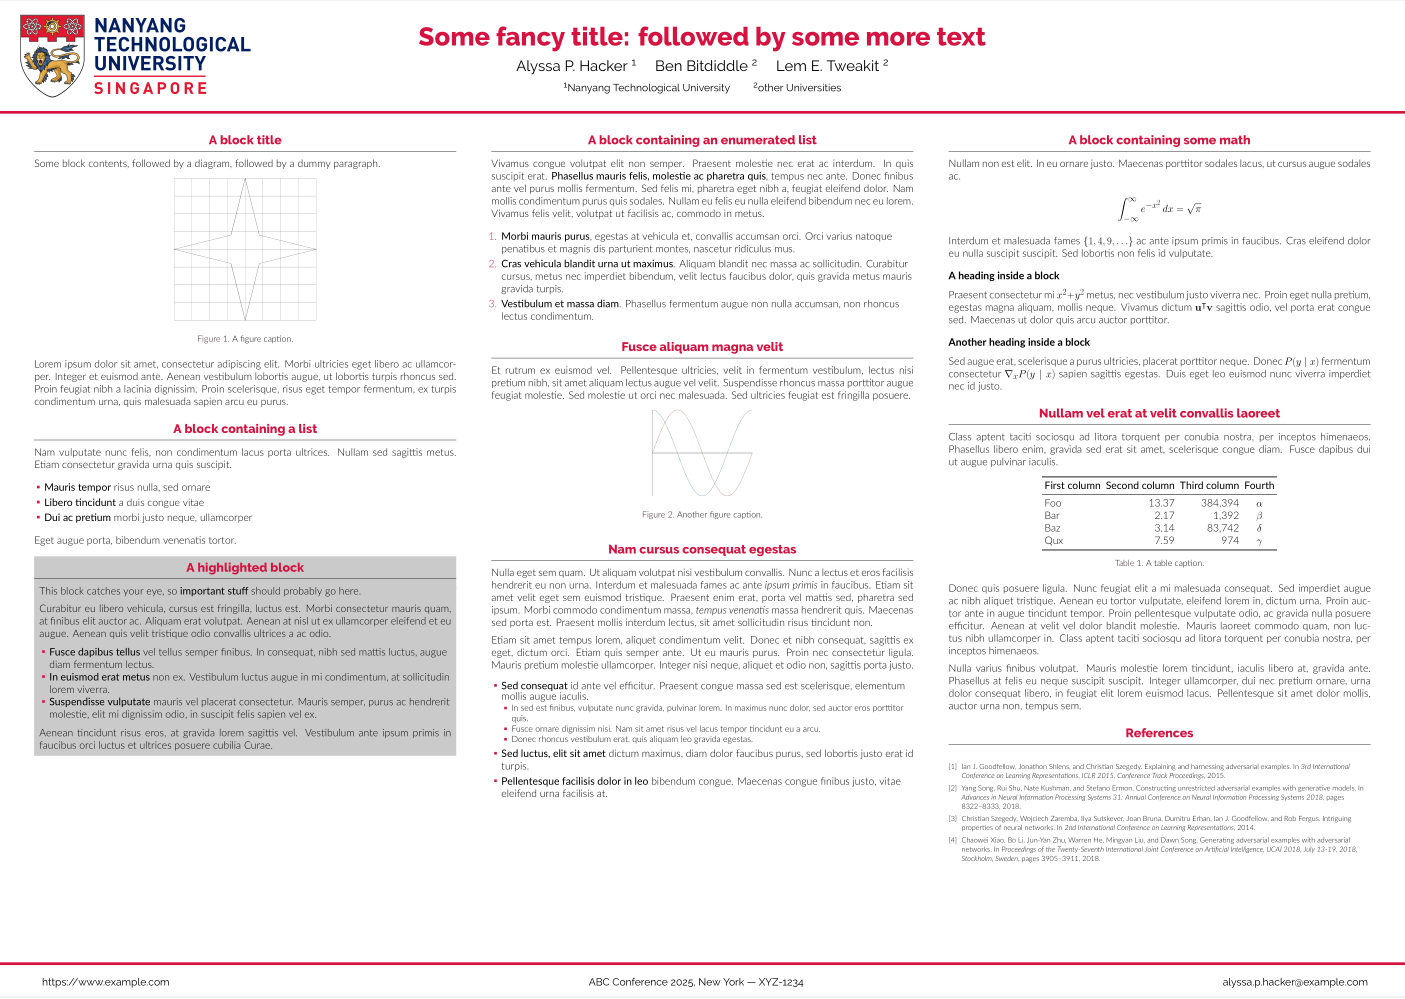 NANYANG
TECHNOLOGICAL
UNIVERSITY
SINGAPORE
Some fancy title: followed by some more text
Alyssa P. Hacker ¹ Ben Bitdiddle ² Lem E. Tweakit ²
¹Nanyang Technological University ²other Universities
A block title
Some block contents, followed by a diagram, followed by a dummy paragraph.
Figure 1. A figure caption.
Lorem ipsum dolor sit amet, consectetur adipiscing elit. Morbi ultricies eget libero ac ullamcor-
per. Integer et euismod ante. Aenean vestibulum lobortis augue, ut lobortis turpis rhoncus sed.
Proin feugiat nibh a lacinia dignissim. Proin scelerisque, risus eget tempor fermentum, ex turpis
condimentum urna, quis malesuada sapien arcu eu purus.
A block containing a list
Nam vulputate nunc felis, non condimentum lacus porta ultrices. Nullam sed sagittis metus.
Etiam consectetur gravida urna quis suscipit.
▪ Mauris tempor risus nulla, sed ornare
▪ Libero tincidunt a duis congue vitae
▪ Dui ac pretium morbi justo neque, ullamcorper
Eget augue porta, bibendum venenatis tortor.
A highlighted block
This block catches your eye, so important stuff should probably go here.
Curabitur eu libero vehicula, cursus est fringilla, luctus est. Morbi consectetur mauris quam,
at finibus elit auctor ac. Aliquam erat volutpat. Aenean at nisl ut ex ullamcorper eleifend et eu
augue. Aenean quis velit tristique odio convallis ultrices a ac odio.
▪ Fusce dapibus tellus vel tellus semper finibus. In consequat, nibh sed mattis luctus, augue
diam fermentum lectus.
▪ In euismod erat metus non ex. Vestibulum luctus augue in mi condimentum, at sollicitudin
lorem viverra.
▪ Suspendisse vulputate mauris vel placerat consectetur. Mauris semper, purus ac hendrerit
molestie, elit mi dignissim odio, in suscipit felis sapien vel ex.
Aenean tincidunt risus eros, at gravida lorem sagittis vel. Vestibulum ante ipsum primis in
faucibus orci luctus et ultrices posuere cubilia Curae.
A block containing an enumerated list
Vivamus congue volutpat elit non semper. Praesent molestie nec erat ac interdum. In quis
suscipit erat. Phasellus mauris felis, molestie ac pharetra quis, tempus nec ante. Donec finibus
ante vel purus mollis fermentum. Sed felis mi, pharetra eget nibh a, feugiat eleifend dolor. Nam
mollis condimentum purus quis sodales. Nullam eu felis eu nulla eleifend bibendum nec eu lorem.
Vivamus felis velit, volutpat ut facilisis ac, commodo in metus.
1. Morbi mauris purus, egestas at vehicula et, convallis accumsan orci. Orci varius natoque
penatibus et magnis dis parturient montes, nascetur ridiculus mus.
2. Cras vehicula blandit urna ut maximus. Aliquam blandit nec massa ac sollicitudin. Curabitur
cursus, metus nec imperdiet bibendum, velit lectus faucibus dolor, quis gravida metus mauris
gravida turpis.
3. Vestibulum et massa diam. Phasellus fermentum augue non nulla accumsan, non rhoncus
lectus condimentum.
Fusce aliquam magna velit
Et rutrum ex euismod vel. Pellentesque ultricies, velit in fermentum vestibulum, lectus nisi
pretium nibh, sit amet aliquam lectus augue vel velit. Suspendisse rhoncus massa porttitor augue
feugiat molestie. Sed molestie ut orci nec malesuada. Sed ultricies feugiat est fringilla posuere.
Figure 2. Another figure caption.
Nam cursus consequat egestas
Nulla eget sem quam. Ut aliquam volutpat nisi vestibulum convallis. Nunc a lectus et eros facilisis
hendrerit eu non urna. Interdum et malesuada fames ac ante ipsum primis in faucibus. Etiam sit
amet velit eget sem euismod tristique. Praesent enim erat, porta vel mattis sed, pharetra sed
ipsum. Morbi commodo condimentum massa, tempus venenatis massa hendrerit quis. Maecenas
sed porta est. Praesent mollis interdum lectus, sit amet sollicitudin risus tincidunt non.
Etiam sit amet tempus lorem, aliquet condimentum velit. Donec et nibh consequat, sagittis ex
eget, dictum orci. Etiam quis semper ante. Ut eu mauris purus. Proin nec consectetur ligula.
Mauris pretium molestie ullamcorper. Integer nisi neque, aliquet et odio non, sagittis porta justo.
▪ Sed consequat id ante vel efficitur. Praesent congue massa sed est scelerisque, elementum
mollis augue iaculis.
▪ In sed est finibus, vulputate nunc gravida, pulvinar lorem. In maximus nunc dolor, sed auctor eros porttitor
quis.
▪ Fusce ornare dignissim nisi. Nam sit amet risus vel lacus tempor tincidunt eu a arcu.
▪ Donec rhoncus vestibulum erat, quis aliquam leo gravida egestas.
▪ Sed luctus, elit sit amet dictum maximus, diam dolor faucibus purus, sed lobortis justo erat id
turpis.
▪ Pellentesque facilisis dolor in leo bibendum congue. Maecenas congue finibus justo, vitae
eleifend urna facilisis at.
A block containing some math
Nullam non est elit. In eu ornare justo. Maecenas porttitor sodales lacus, ut cursus augue sodales
ac.
∫_{−∞}^{∞} e^{−x²} dx = √π
Interdum et malesuada fames {1, 4, 9, . . .} ac ante ipsum primis in faucibus. Cras eleifend dolor
eu nulla suscipit suscipit. Sed lobortis non felis id vulputate.
A heading inside a block
Praesent consectetur mi x²+y² metus, nec vestibulum justo viverra nec. Proin eget nulla pretium,
egestas magna aliquam, mollis neque. Vivamus dictum u⊺v sagittis odio, vel porta erat congue
sed. Maecenas ut dolor quis arcu auctor porttitor.
Another heading inside a block
Sed augue erat, scelerisque a purus ultricies, placerat porttitor neque. Donec P(y | x) fermentum
consectetur ∇ₓP(y | x) sapien sagittis egestas. Duis eget leo euismod nunc viverra imperdiet
nec id justo.
Nullam vel erat at velit convallis laoreet
Class aptent taciti sociosqu ad litora torquent per conubia nostra, per inceptos himenaeos.
Phasellus libero enim, gravida sed erat sit amet, scelerisque congue diam. Fusce dapibus dui
ut augue pulvinar iaculis.
First column Second column Third column Fourth
Foo 13.37 384,394 α
Bar 2.17 1,392 β
Baz 3.14 83,742 δ
Qux 7.59 974 γ
Table 1. A table caption.
Donec quis posuere ligula. Nunc feugiat elit a mi malesuada consequat. Sed imperdiet augue
ac nibh aliquet tristique. Aenean eu tortor vulputate, eleifend lorem in, dictum urna. Proin auc-
tor ante in augue tincidunt tempor. Proin pellentesque vulputate odio, ac gravida nulla posuere
efficitur. Aenean at velit vel dolor blandit molestie. Mauris laoreet commodo quam, non luc-
tus nibh ullamcorper in. Class aptent taciti sociosqu ad litora torquent per conubia nostra, per
inceptos himenaeos.
Nulla varius finibus volutpat. Mauris molestie lorem tincidunt, iaculis libero at, gravida ante.
Phasellus at felis eu neque suscipit suscipit. Integer ullamcorper, dui nec pretium ornare, urna
dolor consequat libero, in feugiat elit lorem euismod lacus. Pellentesque sit amet dolor mollis,
auctor urna non, tempus sem.
References
[1] Ian J. Goodfellow, Jonathon Shlens, and Christian Szegedy. Explaining and harnessing adversarial examples. In 3rd International
Conference on Learning Representations, ICLR 2015, Conference Track Proceedings, 2015.
[2] Yang Song, Rui Shu, Nate Kushman, and Stefano Ermon. Constructing unrestricted adversarial examples with generative models. In
Advances in Neural Information Processing Systems 31: Annual Conference on Neural Information Processing Systems 2018, pages
8322–8333, 2018.
[3] Christian Szegedy, Wojciech Zaremba, Ilya Sutskever, Joan Bruna, Dumitru Erhan, Ian J. Goodfellow, and Rob Fergus. Intriguing
properties of neural networks. In 2nd International Conference on Learning Representations, 2014.
[4] Chaowei Xiao, Bo Li, Jun-Yan Zhu, Warren He, Mingyan Liu, and Dawn Song. Generating adversarial examples with adversarial
networks. In Proceedings of the Twenty-Seventh International Joint Conference on Artificial Intelligence, IJCAI 2018, July 13-19, 2018,
Stockholm, Sweden, pages 3905–3911, 2018.
https://www.example.com
ABC Conference 2025, New York — XYZ-1234
alyssa.p.hacker@example.com